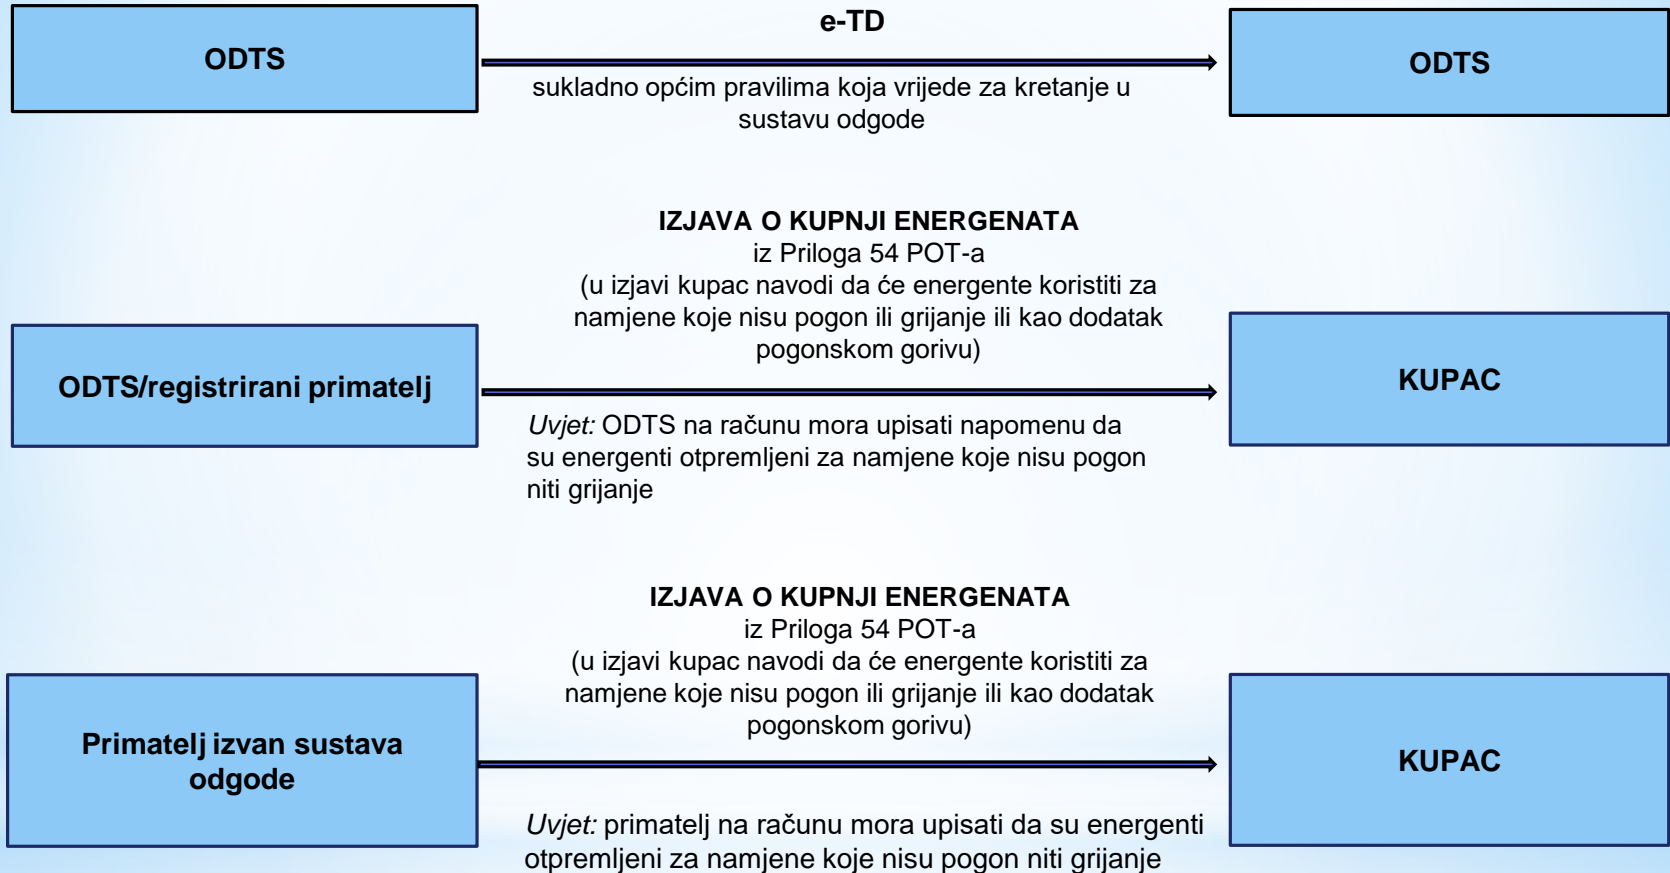 e-TD
ODTS
ODTS
sukladno općim pravilima koja vrijede za kretanje u
sustavu odgode
IZJAVA O KUPNJI ENERGENATA
iz Priloga 54 POT-a
(u izjavi kupac navodi da će energente koristiti za
namjene koje nisu pogon ili grijanje ili kao dodatak
pogonskom gorivu)
ODTS/registrirani primatelj
KUPAC
Uvjet: ODTS na računu mora upisati napomenu da
su energenti otpremljeni za namjene koje nisu pogon
niti grijanje
IZJAVA O KUPNJI ENERGENATA
iz Priloga 54 POT-a
(u izjavi kupac navodi da će energente koristiti za
namjene koje nisu pogon ili grijanje ili kao dodatak
pogonskom gorivu)
Primatelj izvan sustava
odgode
KUPAC
Uvjet: primatelj na računu mora upisati da su energenti
otpremljeni za namjene koje nisu pogon niti grijanje